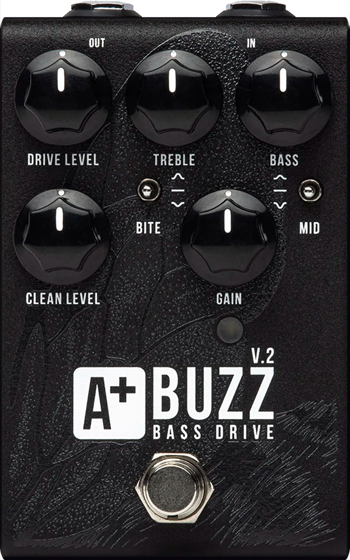 OUT IN
DRIVE LEVEL TREBLE BASS
BITE MID
CLEAN LEVEL GAIN
V.2
A+ BUZZ
BASS DRIVE